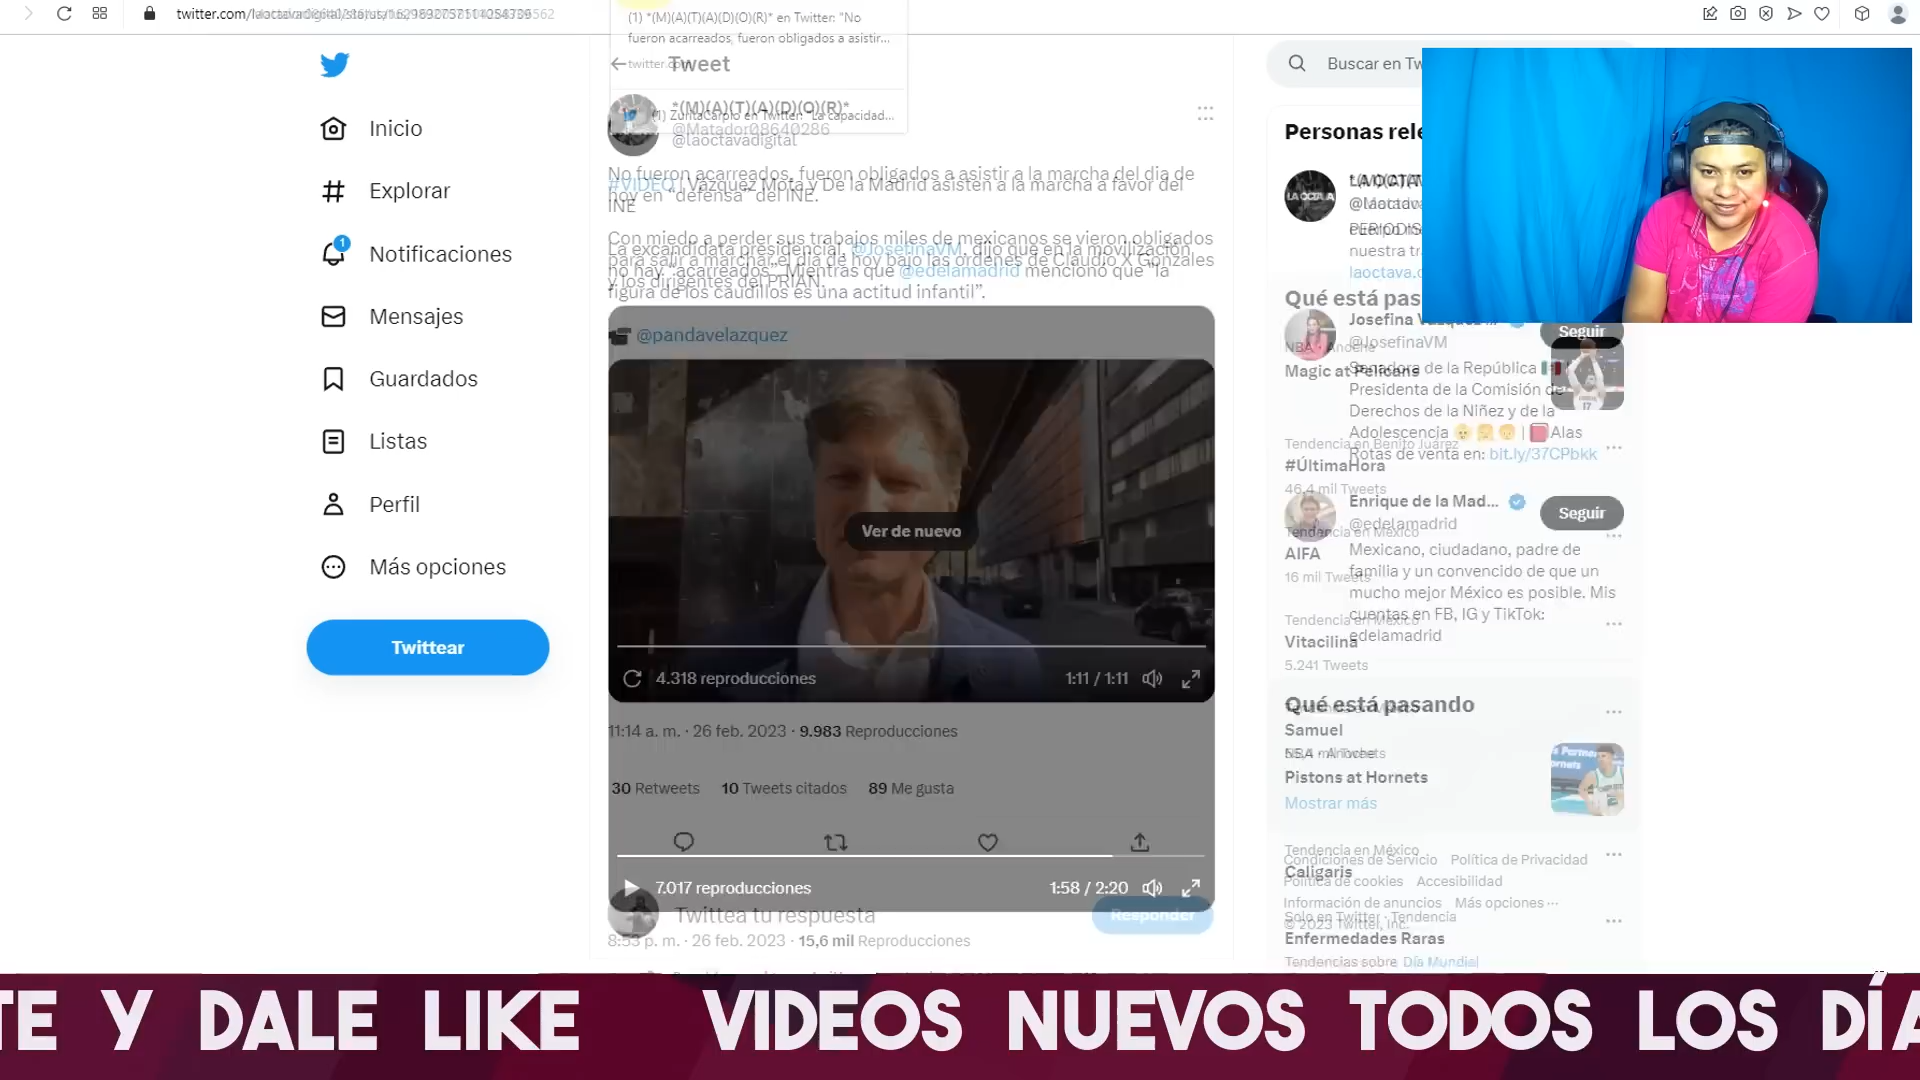 twitter.com/laoctavadigital/status/
(1) *(M)(A)(T)(A)(D)(O)(R)* en Twitter: "No
fueron acarreados, fueron obligados a asistir...
twitter.com
Tweet
*(M)(A)(T)(A)(D)(O)(R)*
(1) ZuritaCarpio en Twitter: "La capacidad...
@Matador08640286
@laoctavadigital
No fueron acarreados, fueron obligados a asistir a la marcha del dia de
hoy en "defensa" del INE.
#VIDEO | Vázquez Mota y De la Madrid asisten a la marcha a favor del
INE
Con miedo a perder sus trabajos miles de mexicanos se vieron obligados
para salir a marchar el dia de hoy bajo las ordenes de Claudio X Gonzales
y los dirigentes del PRIAN.
La excandidata presidencial, @JosefinaVM, dijo que en la movilización
no hay "acarreados". Mientras que @edelamadrid mencionó que "la
figura de los caudillos es una actitud infantil".
@pandavelazquez
Ver de nuevo
4.318 reproducciones
1:11 / 1:11
11:14 a. m. · 26 feb. 2023 · 9.983 Reproducciones
30 Retweets 10 Tweets citados 89 Me gusta
7.017 reproducciones
1:58 / 2:20
Twittea tu respuesta
Responder
8:53 p. m. · 26 feb. 2023 · 15,6 mil Reproducciones
Inicio
Explorar
1
Notificaciones
Mensajes
Guardados
Listas
Perfil
Más opciones
Twittear
Buscar en Tw
Personas rele
LA OCTAVA
nuestra tr
laoctava.c
Qué está pas
Josefina Vázquez ...
Seguir
@JosefinaVM
NBA · Anoche
Magic at Pelicans
Senadora de la República
Presidenta de la Comisión de
Derechos de la Niñez y de la
Adolescencia | Alas
Rotas de venta en: bit.ly/37CPbkk
Tendencia en Benito Juárez
#ÚltimaHora
46,4 mil Tweets
Enrique de la Mad...
Seguir
@edelamadrid
Tendencia en México
AIFA
16 mil Tweets
Mexicano, ciudadano, padre de
familia y un convencido de que un
mucho mejor México es posible. Mis
cuentas en FB, IG y TikTok:
edelamadrid
Tendencia en México
Vitacilina
5.241 Tweets
Qué está pasando
Tendencia en México
Samuel
NBA · Anoche
Pistons at Hornets
Mostrar más
Tendencia en México
Caligaris
Condiciones de Servicio Política de Privacidad
Política de cookies Accesibilidad
Información de anuncios Más opciones ···
© 2023 Twitter, Inc.
Solo en Twitter · Tendencia
Enfermedades Raras
Tendencias sobre Día Mundial
TE Y DALE LIKE VIDEOS NUEVOS TODOS LOS DÍA